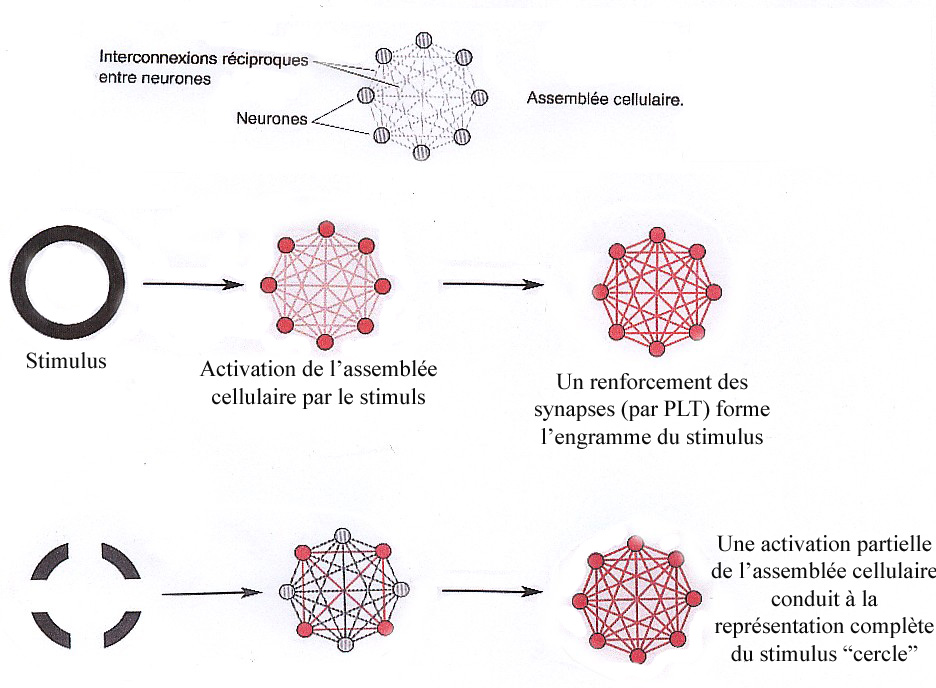 Interconnexions réciproques
entre neurones
Neurones
Assemblée cellulaire.
Stimulus
Activation de l'assemblée
cellulaire par le stimuls
Un renforcement des
synapses (par PLT) forme
l'engramme du stimulus
Une activation partielle
de l'assemblée cellulaire
conduit à la
représentation complète
du stimulus “cercle”